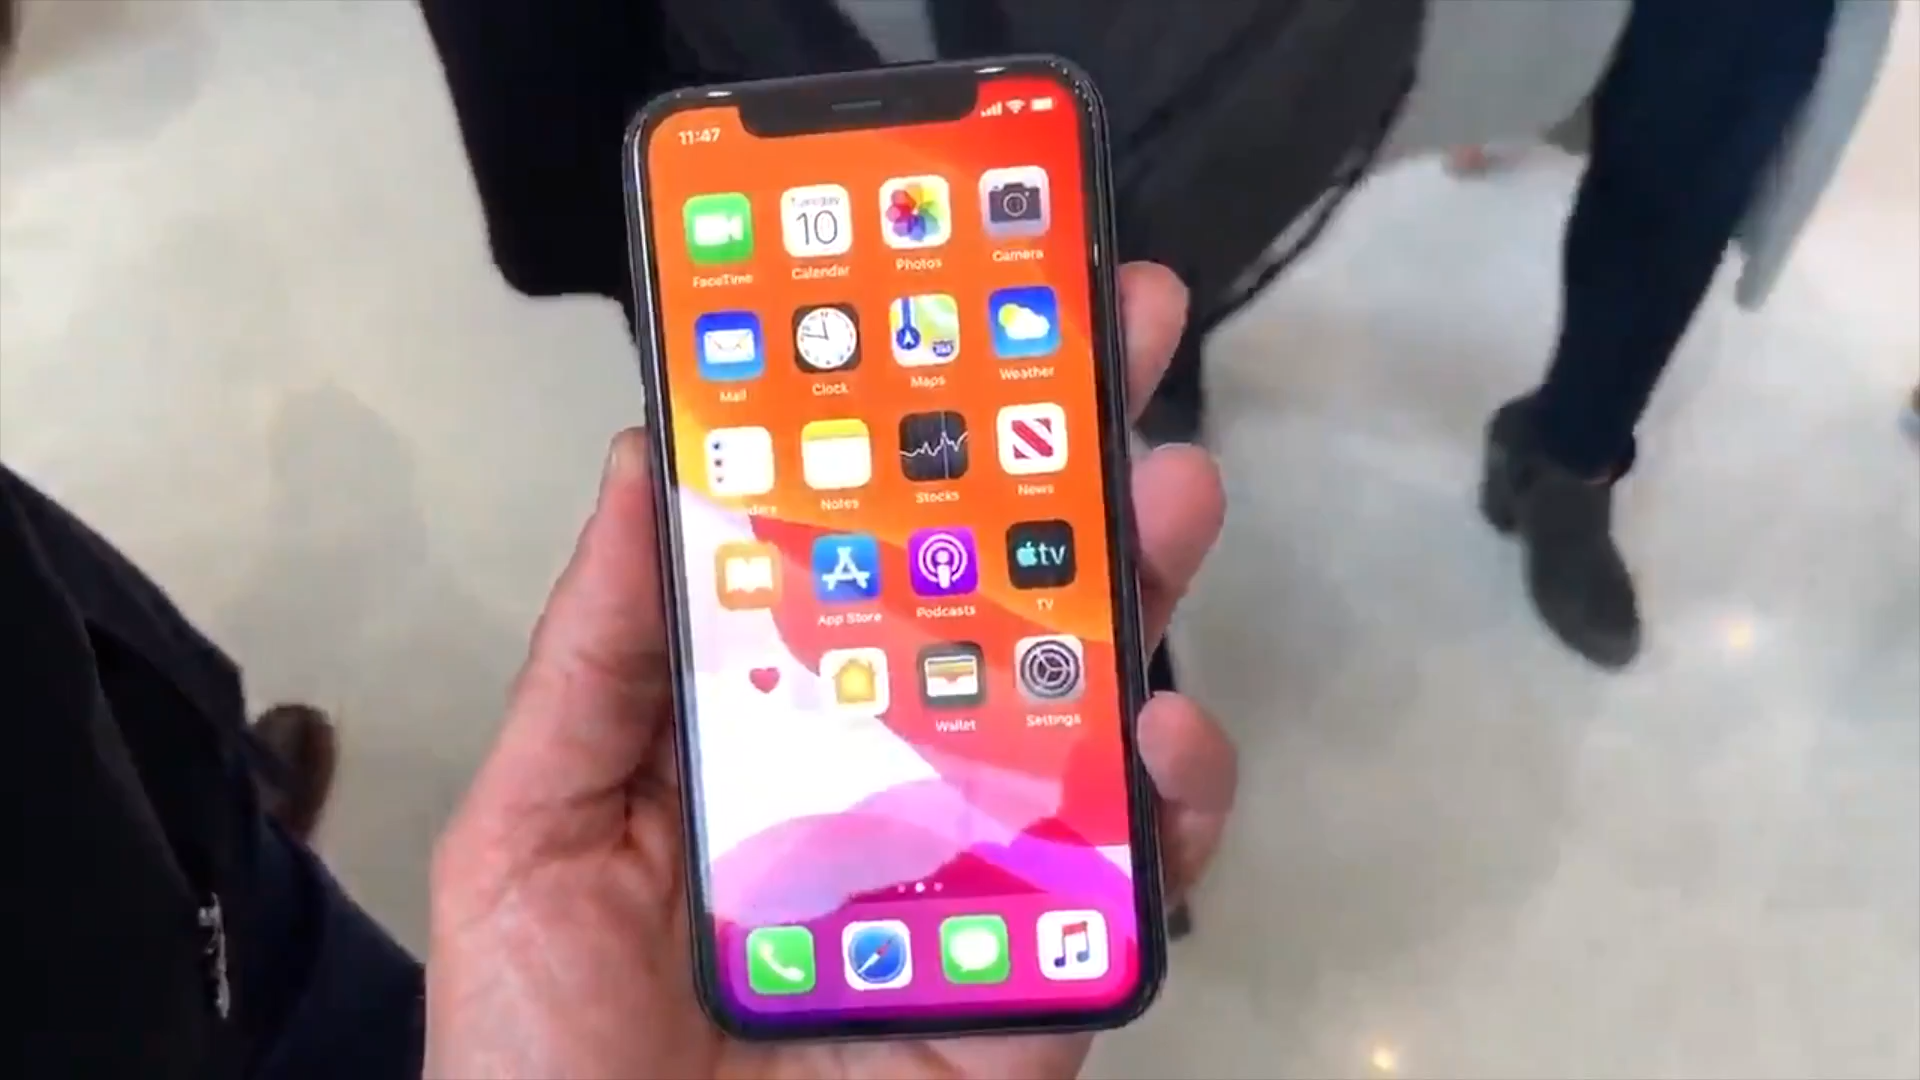 11:47
Tuesday
10
FaceTime
Calendar
Photos
Camera
Mail
Clock
Maps
Weather
Notes
Stocks
News
tv
App Store
Podcasts
TV
Wallet
Settings